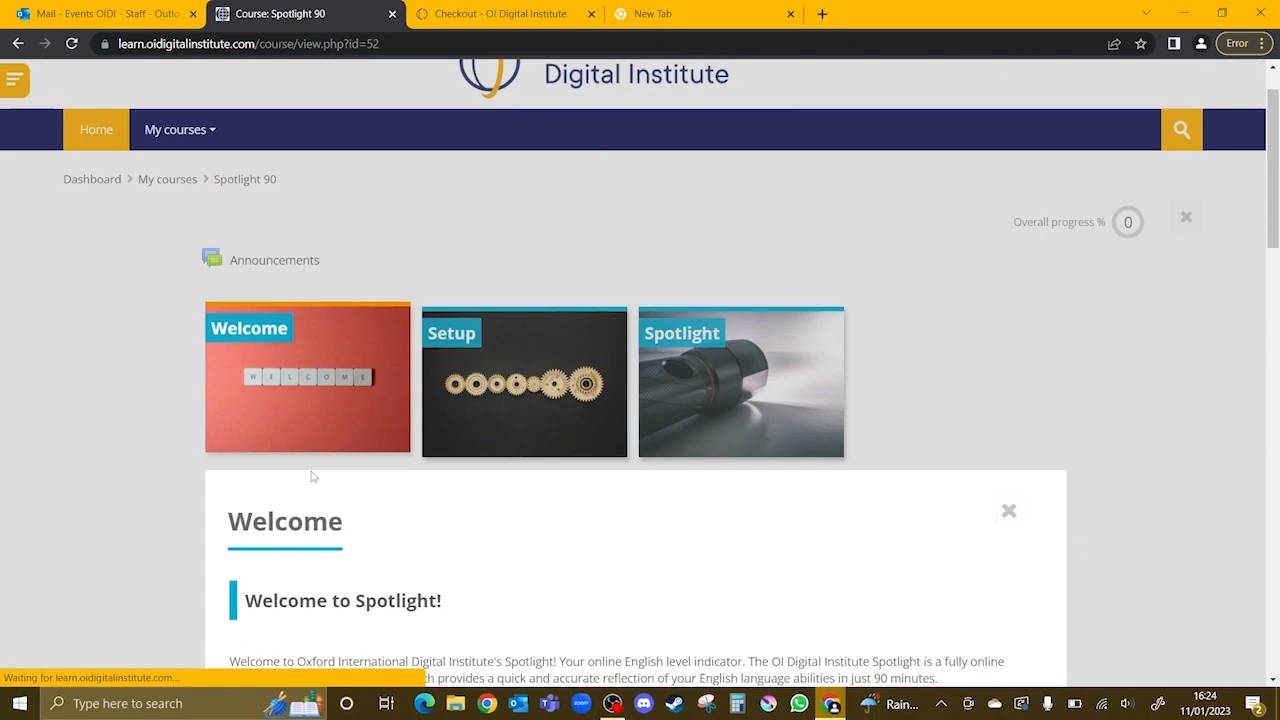 Mail - Events OIDI - Staff - Outlo
Course: Spotlight 90
Checkout - OI Digital Institute
New Tab
learn.oidigitalinstitute.com/course/view.php?id=52
Error
Digital Institute
Home
My courses
Dashboard
My courses
Spotlight 90
Overall progress %
0
Announcements
Welcome
Setup
Spotlight
W E L C O M E
Welcome
Welcome to Spotlight!
Welcome to Oxford International Digital Institute's Spotlight! Your online English level indicator. The OI Digital Institute Spotlight is a fully online
ch provides a quick and accurate reflection of your English language abilities in just 90 minutes.
Waiting for learn.oidigitalinstitute.com...
Type here to search
zoom
Rain...
16:24
11/01/2023
2